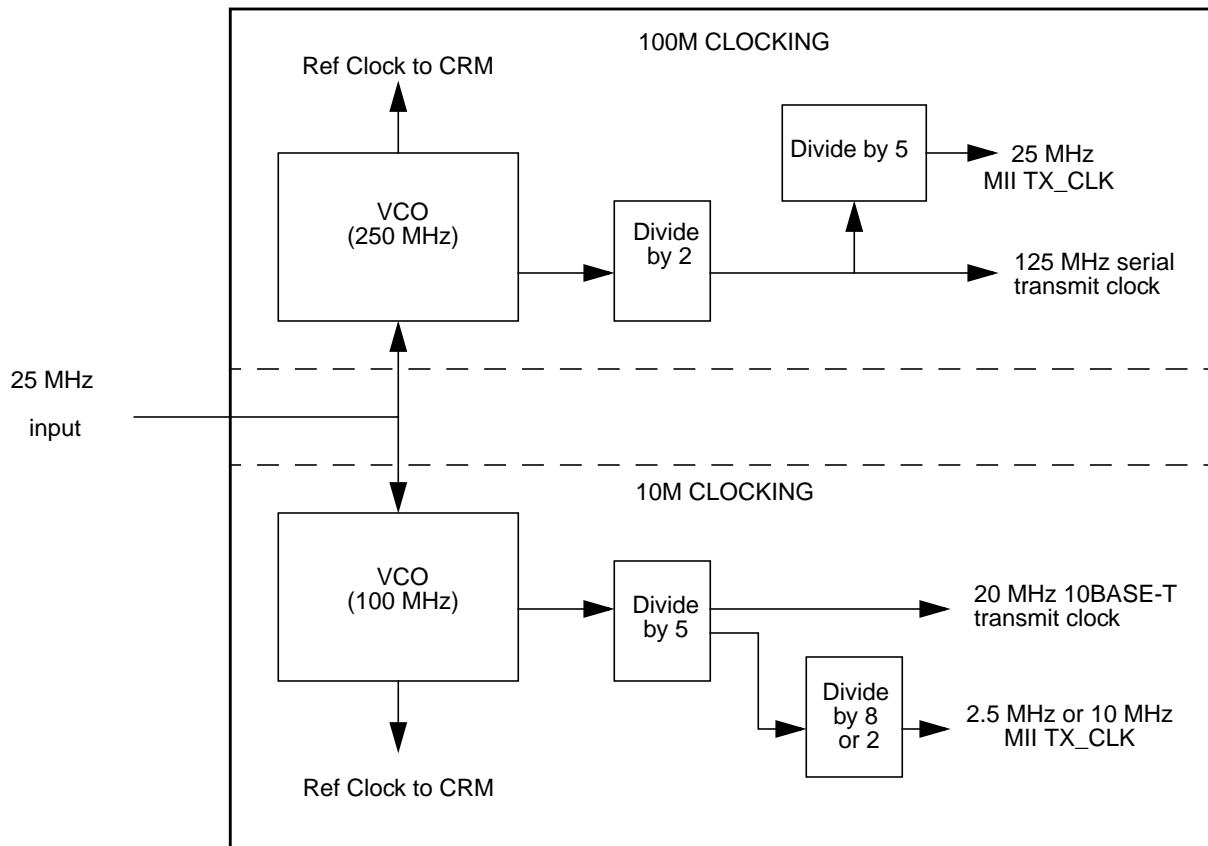 100M CLOCKING
Ref Clock to CRM
Divide by 5
25 MHz
MII TX_CLK
VCO
(250 MHz)
Divide
by 2
125 MHz serial
transmit clock
25 MHz
input
10M CLOCKING
VCO
(100 MHz)
Divide
by 5
20 MHz 10BASE-T
transmit clock
Divide
by 8
or 2
2.5 MHz or 10 MHz
MII TX_CLK
Ref Clock to CRM